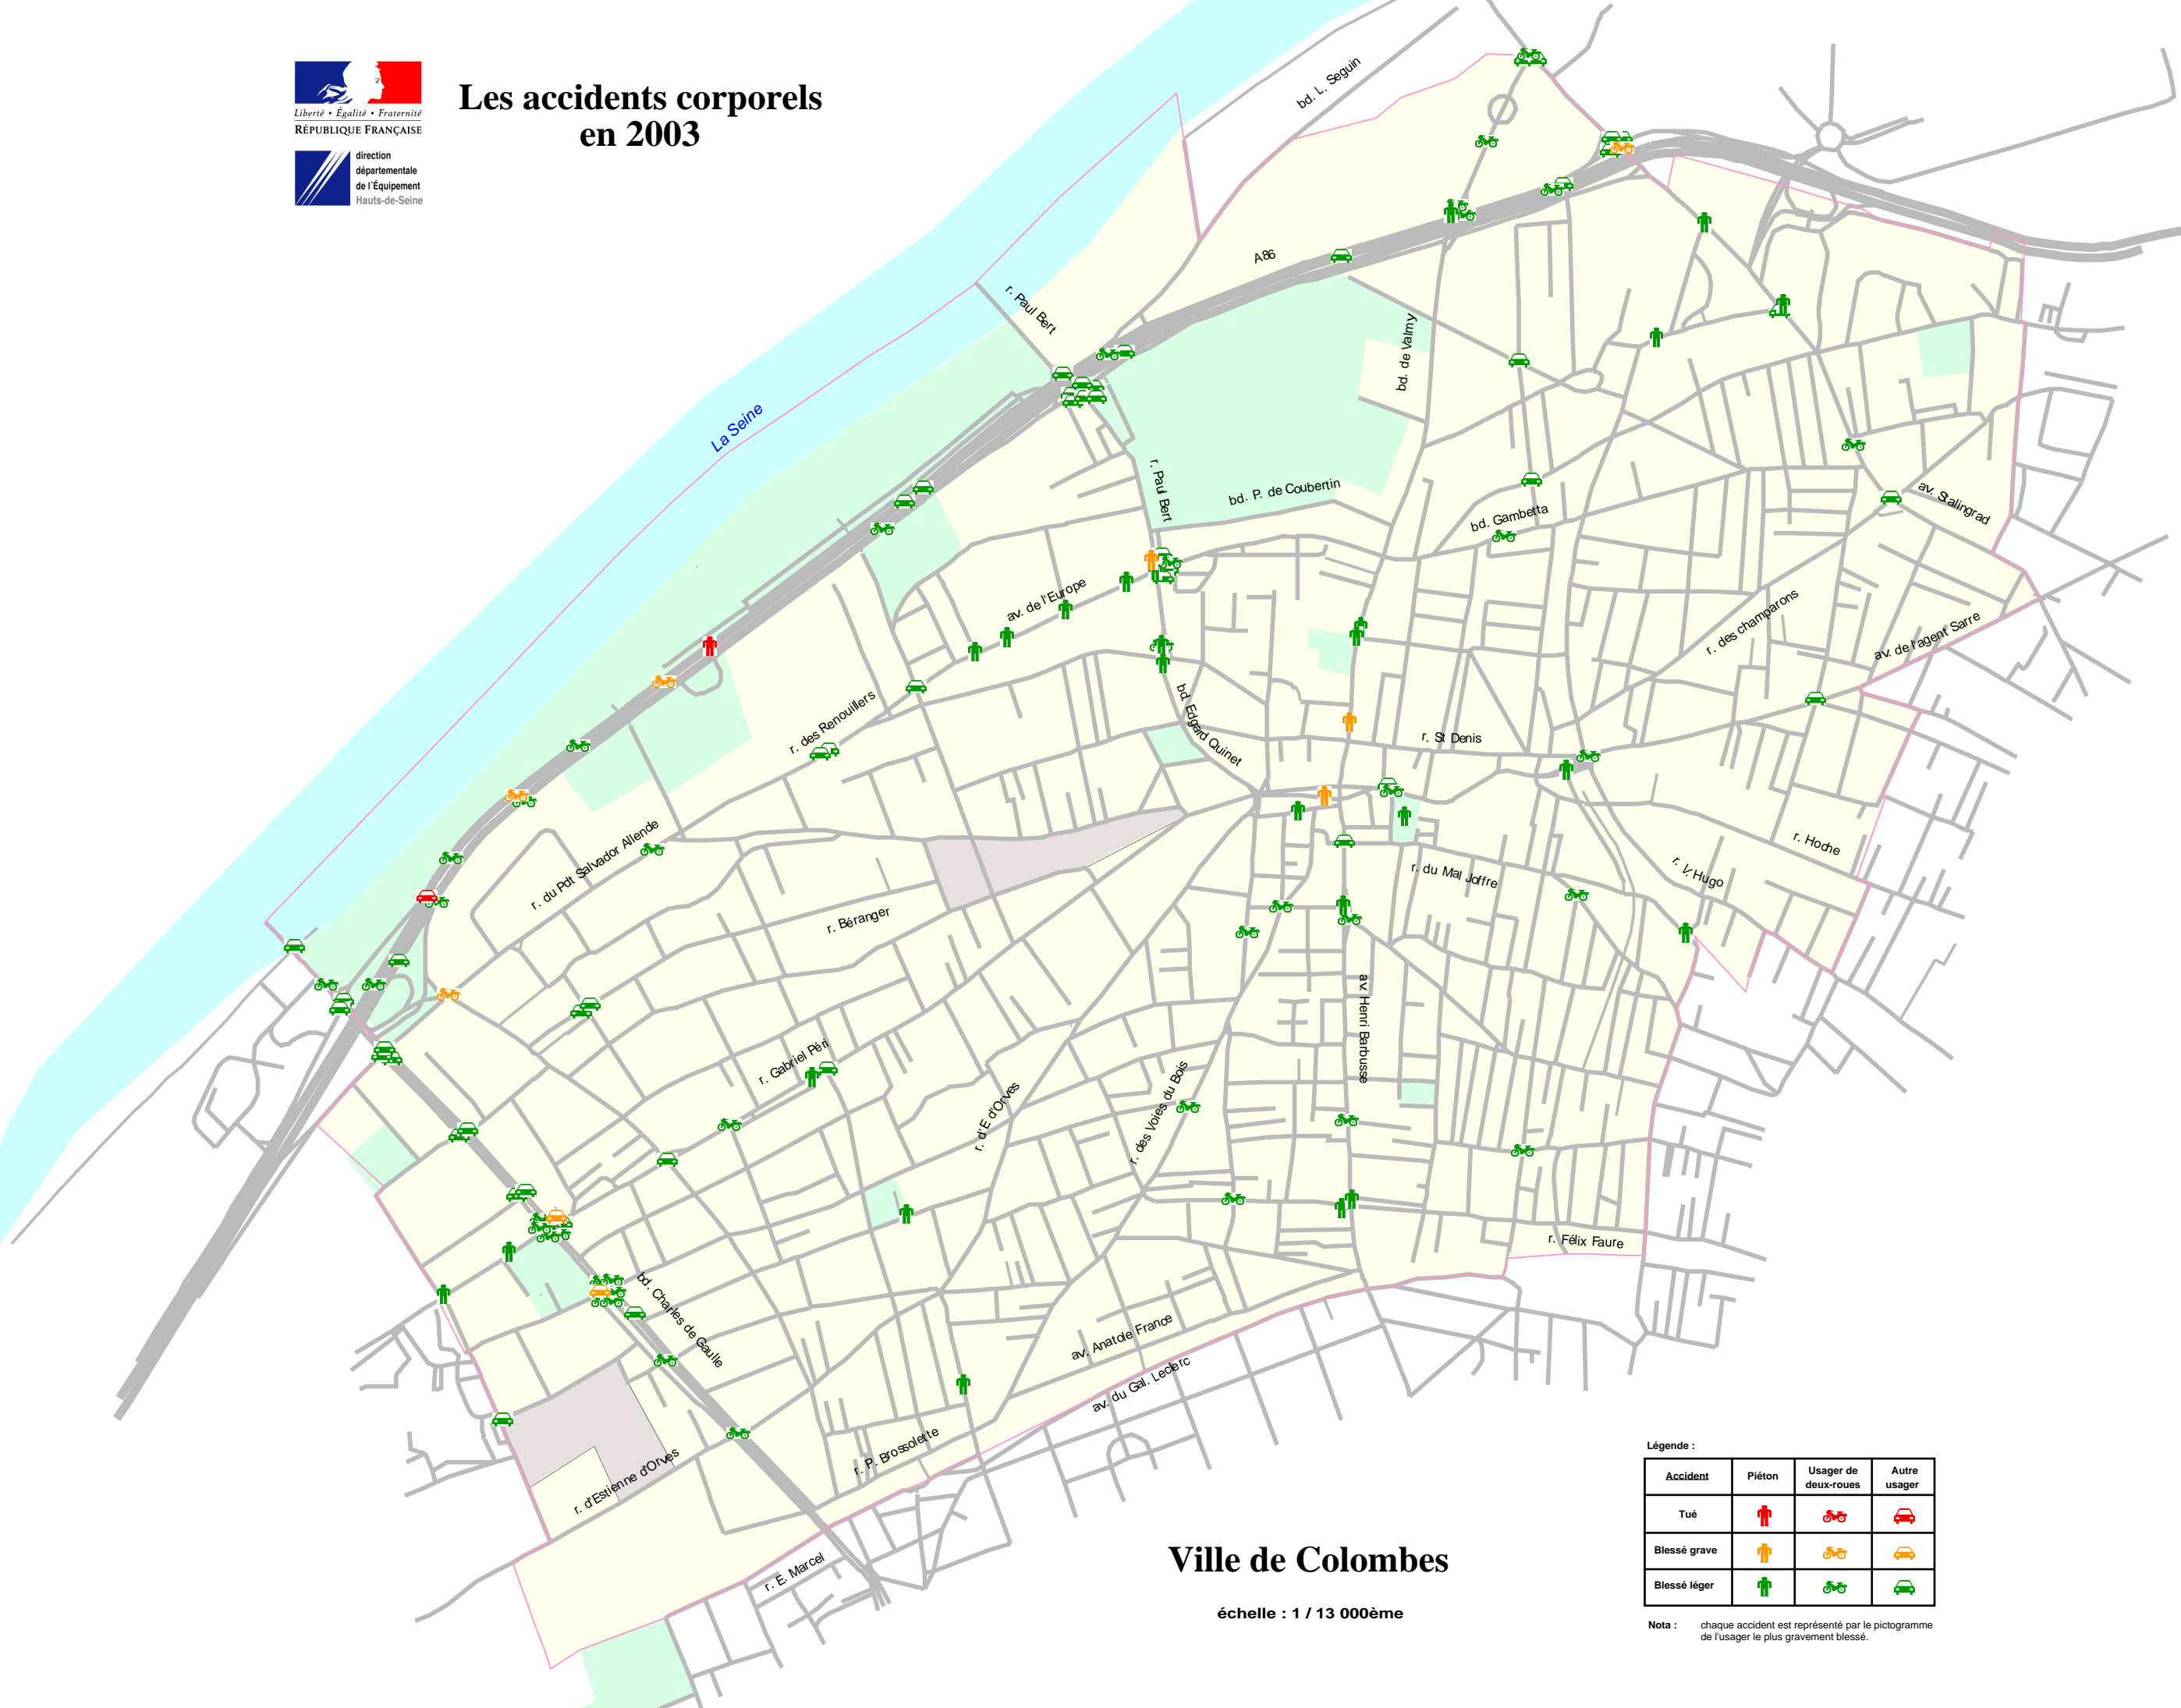 Liberté • Égalité • Fraternité
RÉPUBLIQUE FRANÇAISE
direction
départementale
de l'Équipement
Hauts-de-Seine
Les accidents corporels
en 2003
bd. L. Seguin
A86
r. Paul Bert
La Seine
bd. de Valmy
r. Paul Bert
bd. P. de Coubertin
bd. Gambetta
av. Stalingrad
av. de l'Europe
r. des champarons
av. de l'agent Sarre
r. des Renouillers
bd. Edgard Quinet
r. St Denis
r. du Pdt Salvador Allende
r. Hoche
r. V. Hugo
r. du Mal Joffre
r. Béranger
av. Henri Barbusse
r. Gabriel Péri
r. d'E d'Orves
r. des Voies du Bois
r. Félix Faure
bd. Charles de Gaulle
av. Anatole France
av. du Gal. Leclerc
r. P. Brossolette
r. d'Estienne d'Orves
r. E. Marcel
Ville de Colombes
échelle : 1 / 13 000ème
Légende :
Accident Piéton Usager de deux-roues Autre usager
Tué
Blessé grave
Blessé léger
Nota : chaque accident est représenté par le pictogramme
de l'usager le plus gravement blessé.